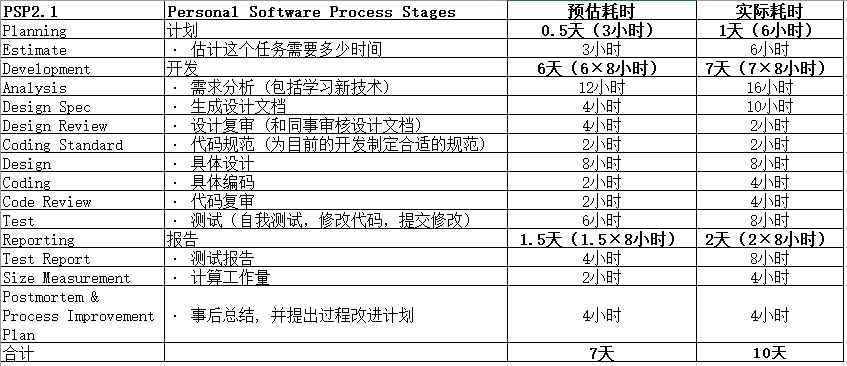 PSP2.1 Personal Software Process Stages 预估耗时 实际耗时
Planning 计划 0.5天（3小时） 1天（6小时）
Estimate · 估计这个任务需要多少时间 3小时 6小时
Development 开发 6天（6×8小时） 7天（7×8小时）
Analysis · 需求分析（包括学习新技术） 12小时 16小时
Design Spec · 生成设计文档 4小时 10小时
Design Review · 设计复审（和同事审核设计文档） 4小时 2小时
Coding Standard · 代码规范（为目前的开发制定合适的规范） 2小时 2小时
Design · 具体设计 8小时 8小时
Coding · 具体编码 2小时 4小时
Code Review · 代码复审 2小时 4小时
Test · 测试（自我测试，修改代码，提交修改） 6小时 8小时
Reporting 报告 1.5天（1.5×8小时） 2天（2×8小时）
Test Report · 测试报告 4小时 8小时
Size Measurement · 计算工作量 2小时 4小时
Postmortem &
Process Improvement · 事后总结，并提出过程改进计划 4小时 4小时
Plan
合计 7天 10天